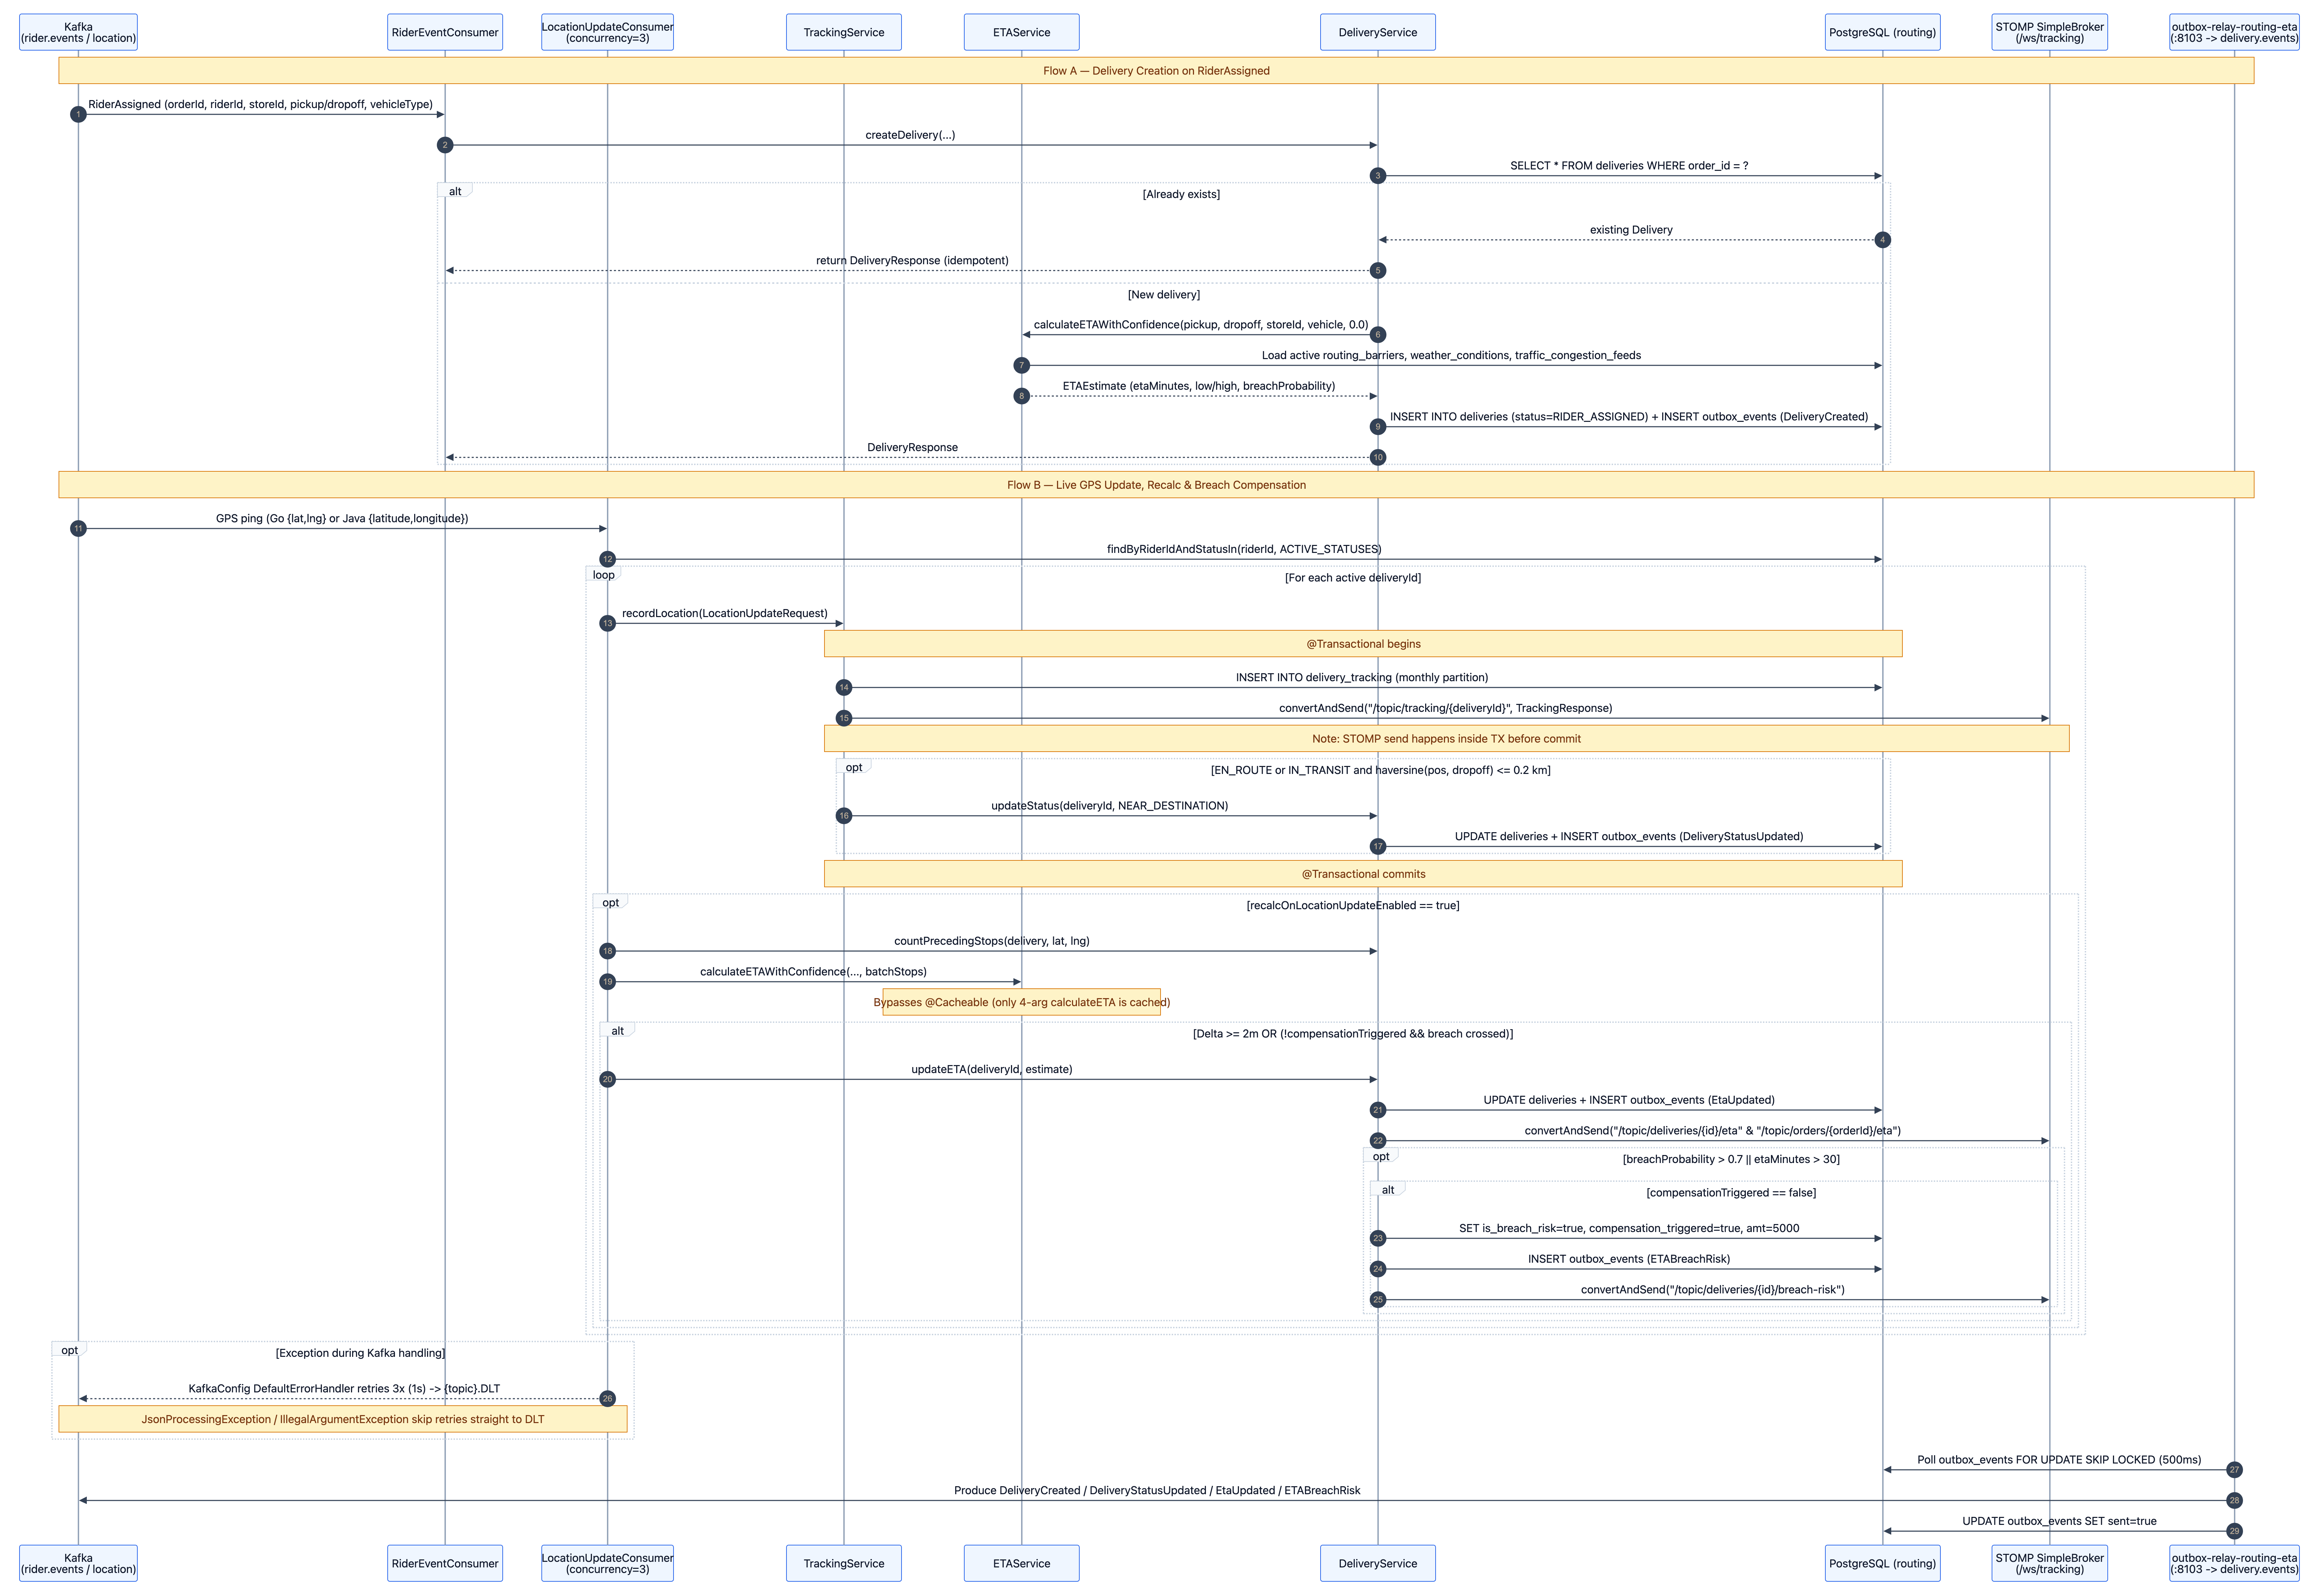 Kafka
(rider.events / location)
RiderEventConsumer
LocationUpdateConsumer
(concurrency=3)
TrackingService
ETAService
DeliveryService
PostgreSQL (routing)
STOMP SimpleBroker
(/ws/tracking)
outbox-relay-routing-eta
(:8103 -> delivery.events)
Flow A — Delivery Creation on RiderAssigned
1
RiderAssigned (orderId, riderId, storeId, pickup/dropoff, vehicleType)
2
createDelivery(...)
3
SELECT * FROM deliveries WHERE order_id = ?
alt
[Already exists]
4
existing Delivery
5
return DeliveryResponse (idempotent)
[New delivery]
6
calculateETAWithConfidence(pickup, dropoff, storeId, vehicle, 0.0)
7
Load active routing_barriers, weather_conditions, traffic_congestion_feeds
8
ETAEstimate (etaMinutes, low/high, breachProbability)
9
INSERT INTO deliveries (status=RIDER_ASSIGNED) + INSERT outbox_events (DeliveryCreated)
10
DeliveryResponse
Flow B — Live GPS Update, Recalc & Breach Compensation
11
GPS ping (Go {lat,lng} or Java {latitude,longitude})
12
findByRiderIdAndStatusIn(riderId, ACTIVE_STATUSES)
loop
[For each active deliveryId]
13
recordLocation(LocationUpdateRequest)
@Transactional begins
14
INSERT INTO delivery_tracking (monthly partition)
15
convertAndSend("/topic/tracking/{deliveryId}", TrackingResponse)
Note: STOMP send happens inside TX before commit
opt
[EN_ROUTE or IN_TRANSIT and haversine(pos, dropoff) <= 0.2 km]
16
updateStatus(deliveryId, NEAR_DESTINATION)
17
UPDATE deliveries + INSERT outbox_events (DeliveryStatusUpdated)
@Transactional commits
opt
[recalcOnLocationUpdateEnabled == true]
18
countPrecedingStops(delivery, lat, lng)
19
calculateETAWithConfidence(..., batchStops)
Bypasses @Cacheable (only 4-arg calculateETA is cached)
alt
[Delta >= 2m OR (!compensationTriggered && breach crossed)]
20
updateETA(deliveryId, estimate)
21
UPDATE deliveries + INSERT outbox_events (EtaUpdated)
22
convertAndSend("/topic/deliveries/{id}/eta" & "/topic/orders/{orderId}/eta")
opt
[breachProbability > 0.7 || etaMinutes > 30]
alt
[compensationTriggered == false]
23
SET is_breach_risk=true, compensation_triggered=true, amt=5000
24
INSERT outbox_events (ETABreachRisk)
25
convertAndSend("/topic/deliveries/{id}/breach-risk")
opt
[Exception during Kafka handling]
26
KafkaConfig DefaultErrorHandler retries 3x (1s) -> {topic}.DLT
JsonProcessingException / IllegalArgumentException skip retries straight to DLT
27
Poll outbox_events FOR UPDATE SKIP LOCKED (500ms)
28
Produce DeliveryCreated / DeliveryStatusUpdated / EtaUpdated / ETABreachRisk
29
UPDATE outbox_events SET sent=true
Kafka
(rider.events / location)
RiderEventConsumer
LocationUpdateConsumer
(concurrency=3)
TrackingService
ETAService
DeliveryService
PostgreSQL (routing)
STOMP SimpleBroker
(/ws/tracking)
outbox-relay-routing-eta
(:8103 -> delivery.events)